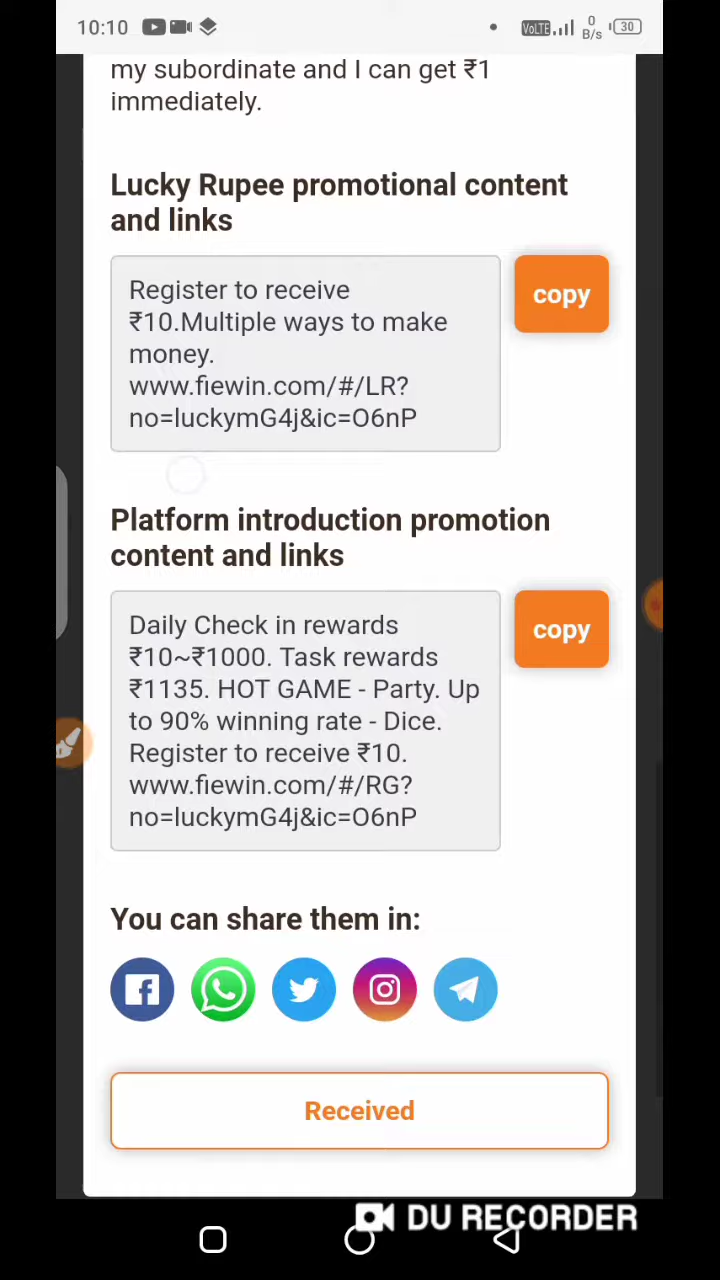 10:10
VoLTE
0
B/s
30
my subordinate and I can get ₹1
immediately.
Lucky Rupee promotional content
and links
Register to receive
₹10.Multiple ways to make
money.
www.fiewin.com/#/LR?
no=luckymG4j&ic=O6nP
copy
Platform introduction promotion
content and links
Daily Check in rewards
₹10~₹1000. Task rewards
₹1135. HOT GAME - Party. Up
to 90% winning rate - Dice.
Register to receive ₹10.
www.fiewin.com/#/RG?
no=luckymG4j&ic=O6nP
copy
You can share them in:
Received
DU RECORDER